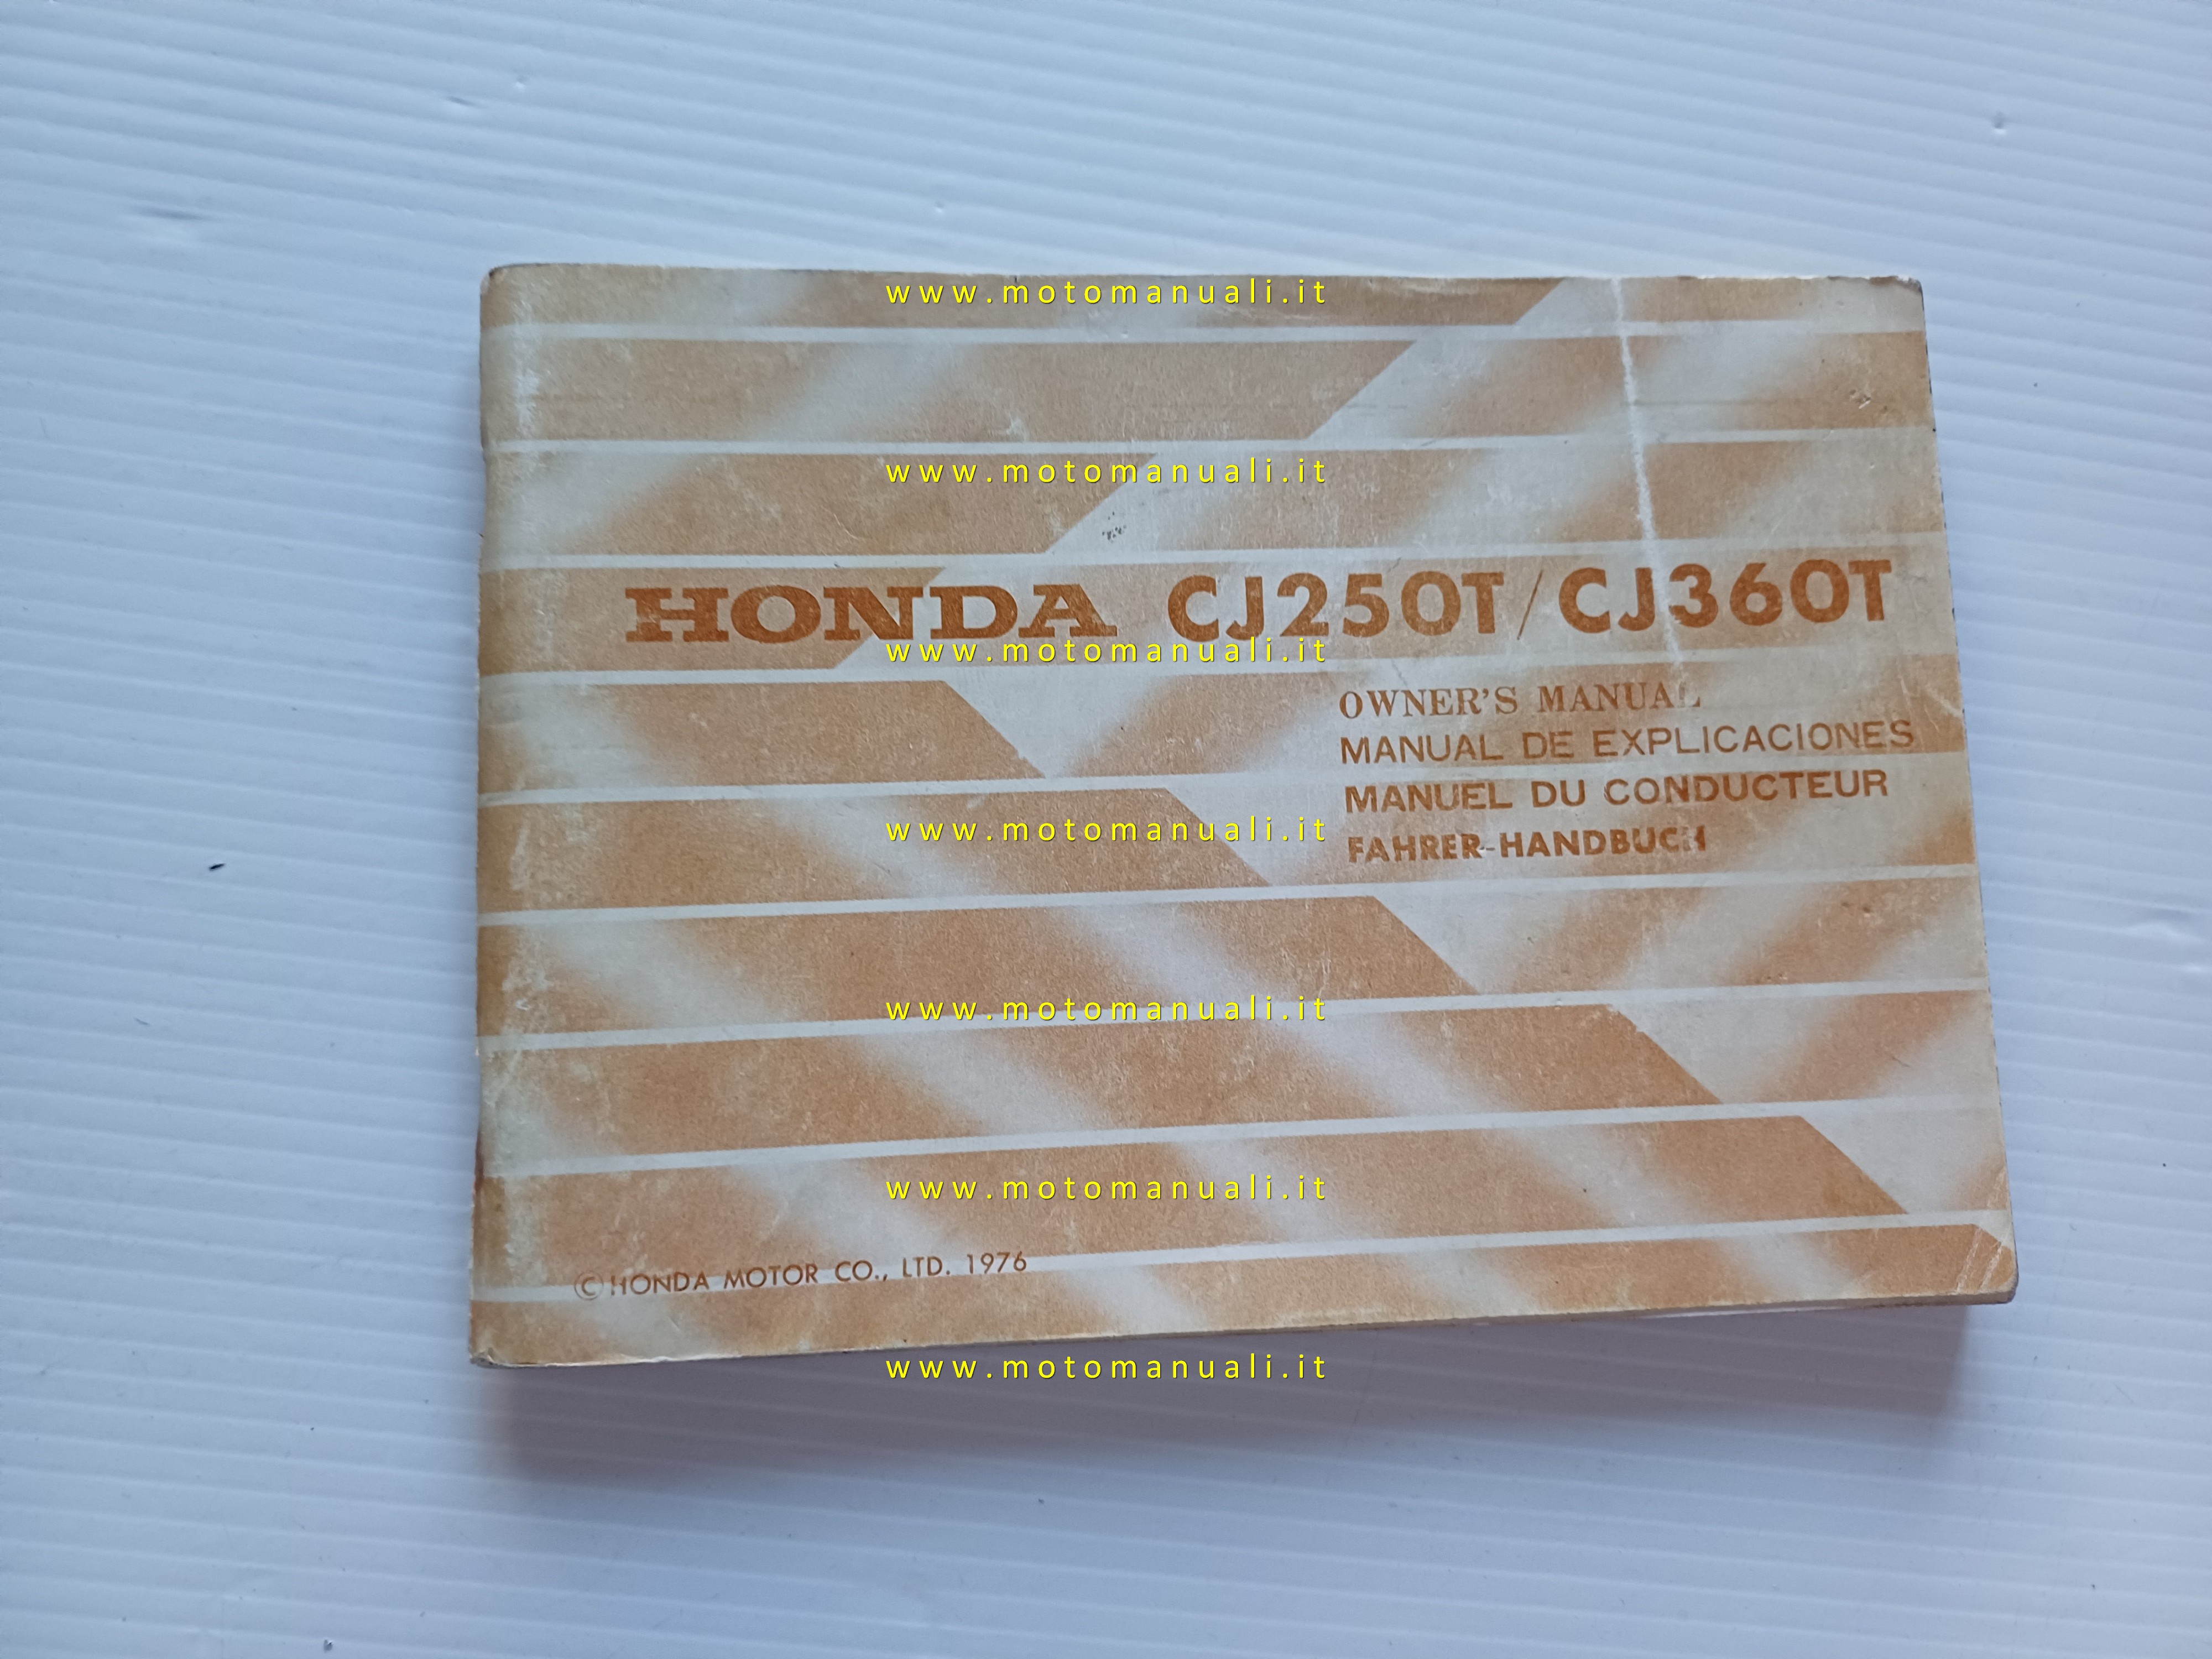 www.motomanuali.it
www.motomanuali.it
HONDA CJ250T/CJ360T
www.motomanuali.it
OWNER'S MANUAL
MANUAL DE EXPLICACIONES
MANUEL DU CONDUCTEUR
www.motomanuali.it
FAHRER-HANDBUCH
www.motomanuali.it
www.motomanuali.it
© HONDA MOTOR CO., LTD. 1976
www.motomanuali.it